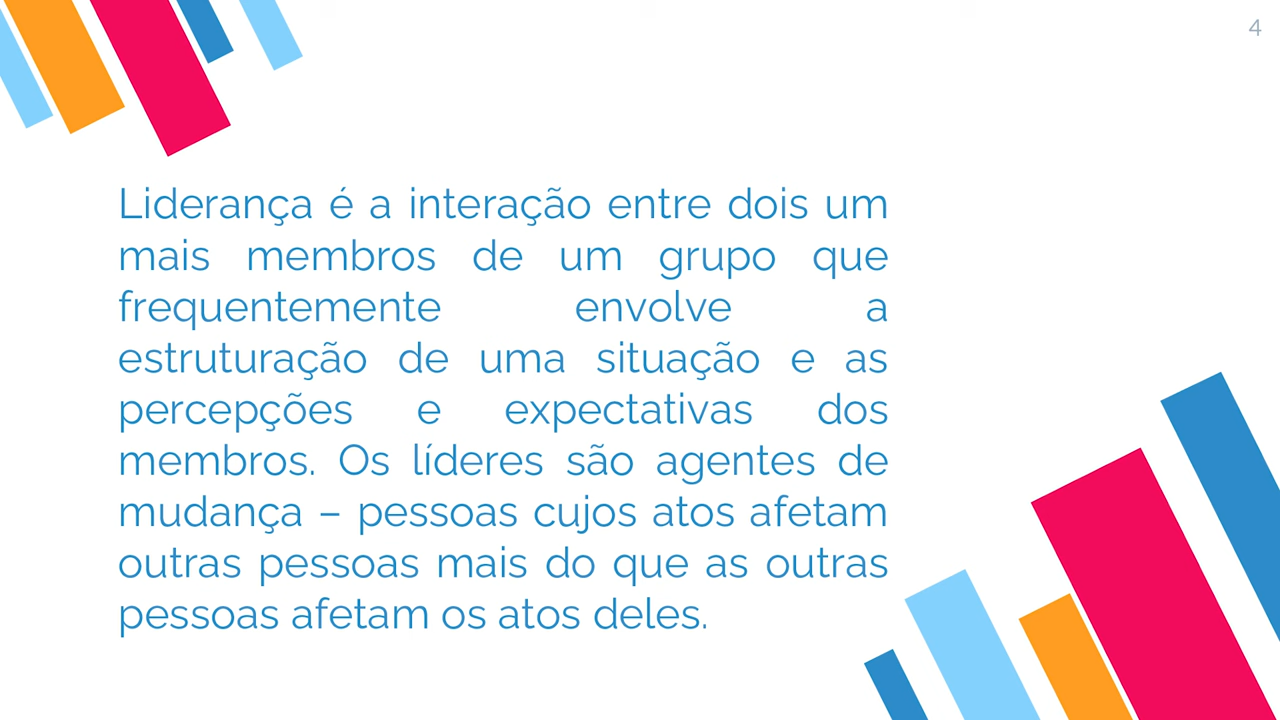 4
Liderança é a interação entre dois um
mais membros de um grupo que
frequentemente envolve a
estruturação de uma situação e as
percepções e expectativas dos
membros. Os líderes são agentes de
mudança – pessoas cujos atos afetam
outras pessoas mais do que as outras
pessoas afetam os atos deles.